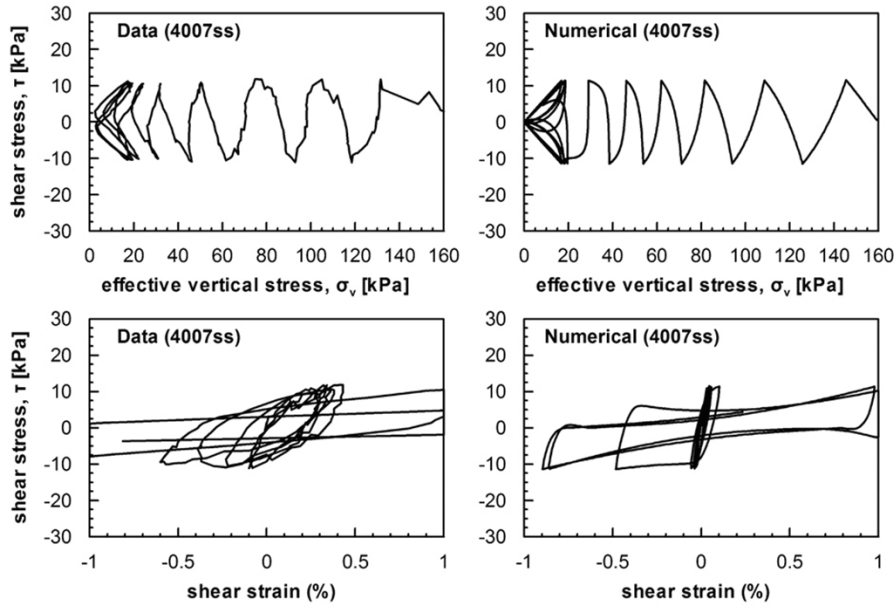 Data (4007ss)
30
20
10
0
-10
-20
-30
shear stress, τ [kPa]
0 20 40 60 80 100 120 140 160
effective vertical stress, σv [kPa]
Numerical (4007ss)
30
20
10
0
-10
-20
-30
0 20 40 60 80 100 120 140 160
effective vertical stress, σv [kPa]
Data (4007ss)
30
20
10
0
-10
-20
-30
shear stress, τ [kPa]
-1 -0.5 0 0.5 1
shear strain (%)
Numerical (4007ss)
30
20
10
0
-10
-20
-30
-1 -0.5 0 0.5 1
shear strain (%)